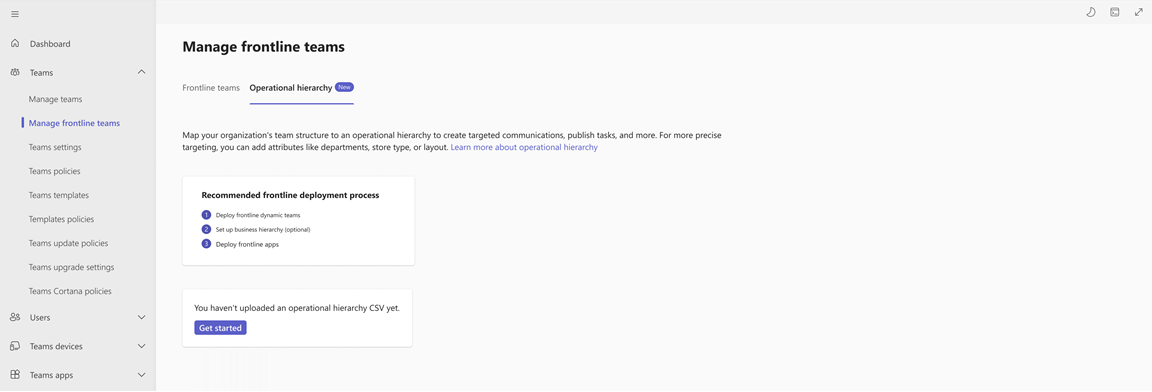 Dashboard
Teams
Manage teams
Manage frontline teams
Teams settings
Teams policies
Teams templates
Templates policies
Teams update policies
Teams upgrade settings
Teams Cortana policies
Users
Teams devices
Teams apps
Manage frontline teams
Frontline teams
Operational hierarchy New
Map your organization's team structure to an operational hierarchy to create targeted communications, publish tasks, and more. For more precise
targeting, you can add attributes like departments, store type, or layout. Learn more about operational hierarchy
Recommended frontline deployment process
1 Deploy frontline dynamic teams
2 Set up business hierarchy (optional)
3 Deploy frontline apps
You haven't uploaded an operational hierarchy CSV yet.
Get started